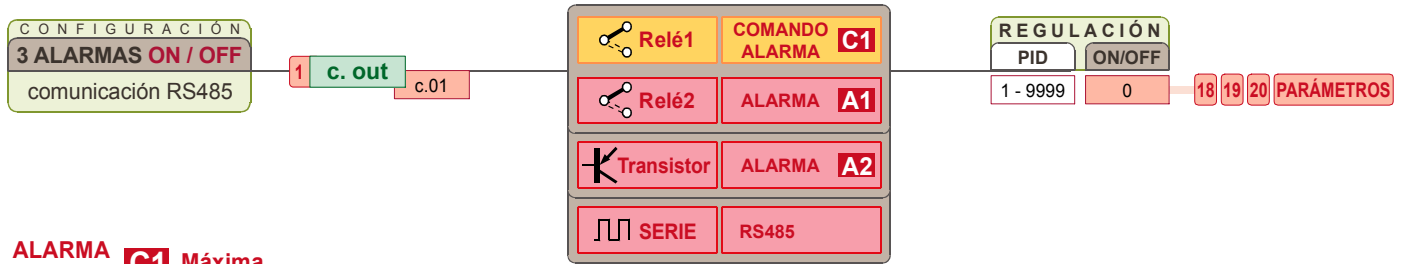 CONFIGURACIÓN
3 ALARMAS ON / OFF
comunicación RS485
1 c. out
c.01
Relé1 COMANDO ALARMA C1
Relé2 ALARMA A1
Transistor ALARMA A2
SERIE RS485
REGULACIÓN
PID ON/OFF
1 - 9999 0 18 19 20 PARÁMETROS
ALARMA C1 Máxima